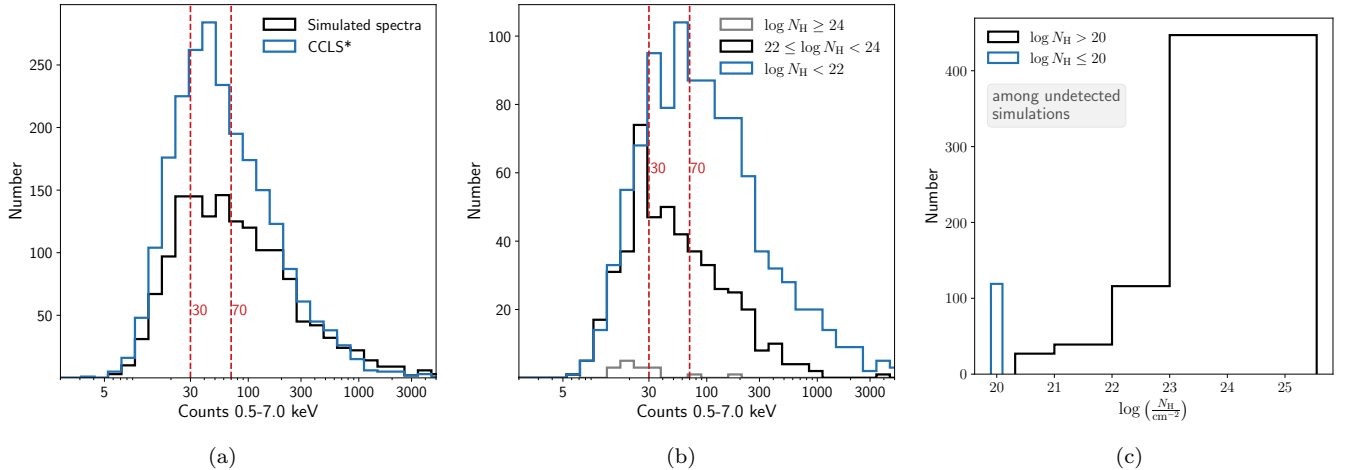 Simulated spectra
CCLS*
250
200
150
100
50
Number
30
70
5
30
100
300
1000
3000
Counts 0.5-7.0 keV
(a)
log N_H ≥ 24
22 ≤ log N_H < 24
log N_H < 22
100
80
60
40
20
Number
30
70
5
30
100
300
1000
3000
Counts 0.5-7.0 keV
(b)
log N_H > 20
log N_H ≤ 20
among undetected
simulations
400
300
200
100
0
Number
20
21
22
23
24
25
log (N_H/cm⁻²)
(c)